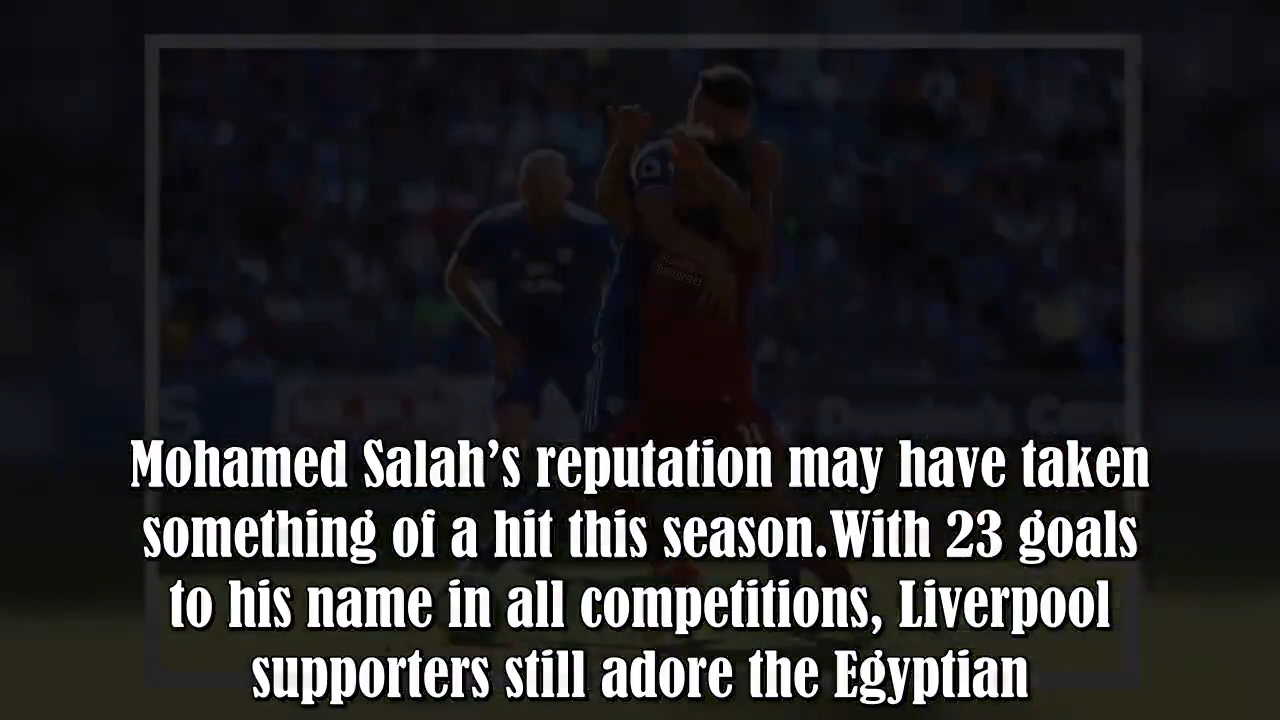 Mohamed Salah’s reputation may have taken
something of a hit this season.With 23 goals
to his name in all competitions, Liverpool
supporters still adore the Egyptian